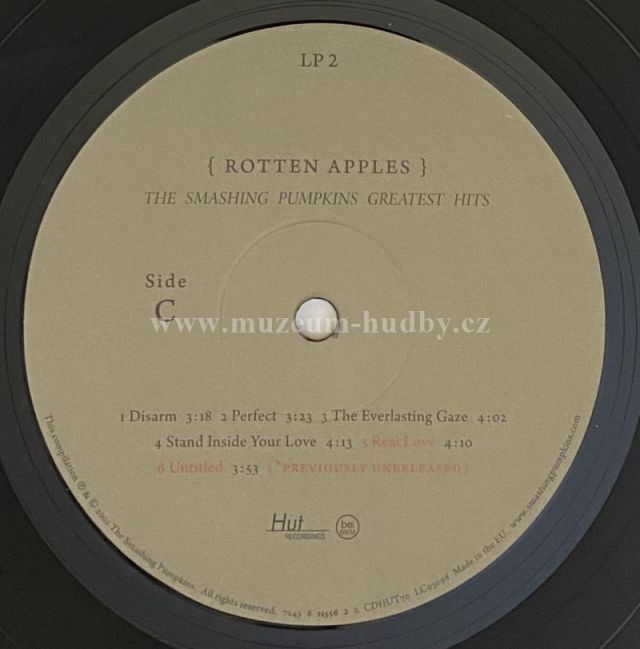 LP 2
{ ROTTEN APPLES }
THE SMASHING PUMPKINS GREATEST HITS
Side
C
www.muzeum-hudby.cz
1 Disarm 3:18 2 Perfect 3:23 3 The Everlasting Gaze 4:02
4 Stand Inside Your Love 4:13 5 Real Love 4:10
6 Untitled 3:53 {*PREVIOUSLY UNRELEASED}
Hut
RECORDINGS
This compilation ℗ & © 2001 The Smashing Pumpkins. All rights reserved. 7243 8 11556 2 2 CDHUT70 LC03098 Made in the EU. www.smashingpumpkins.com